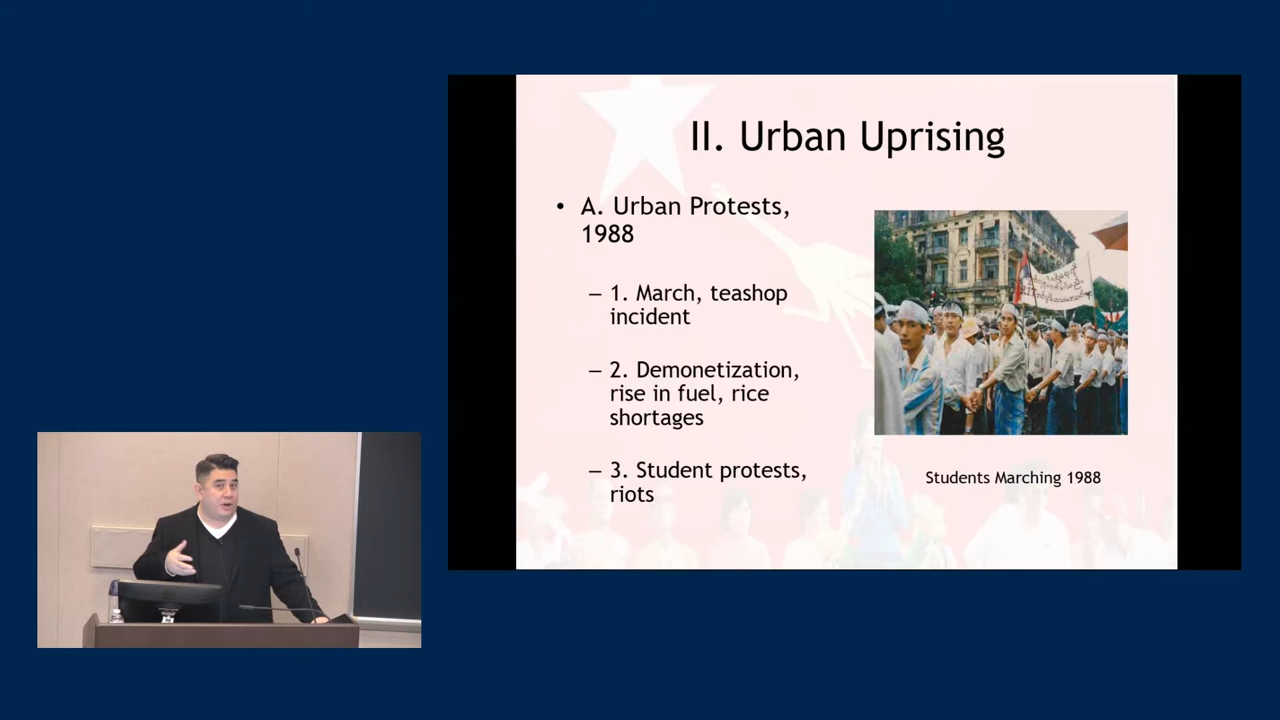 II. Urban Uprising
• A. Urban Protests,
1988
– 1. March, teashop
incident
– 2. Demonetization,
rise in fuel, rice
shortages
– 3. Student protests,
riots
Students Marching 1988